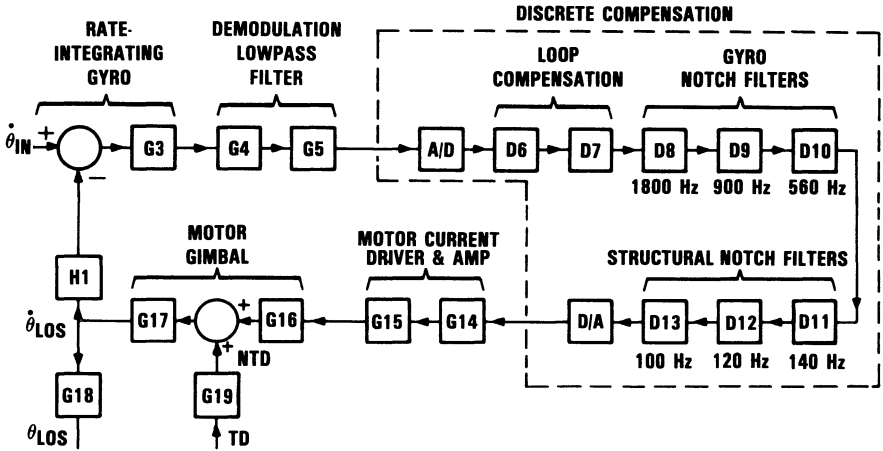 DISCRETE COMPENSATION
RATE-
INTEGRATING
GYRO
DEMODULATION
LOWPASS
FILTER
LOOP
COMPENSATION
GYRO
NOTCH FILTERS
θ̇IN
+
−
G3
G4
G5
A/D
D6
D7
D8
D9
D10
1800 Hz
900 Hz
560 Hz
H1
MOTOR
GIMBAL
MOTOR CURRENT
DRIVER & AMP
STRUCTURAL NOTCH FILTERS
θ̇LOS
G17
+
+
G16
G15
G14
D/A
D13
D12
D11
100 Hz
120 Hz
140 Hz
NTD
G18
G19
θLOS
TD